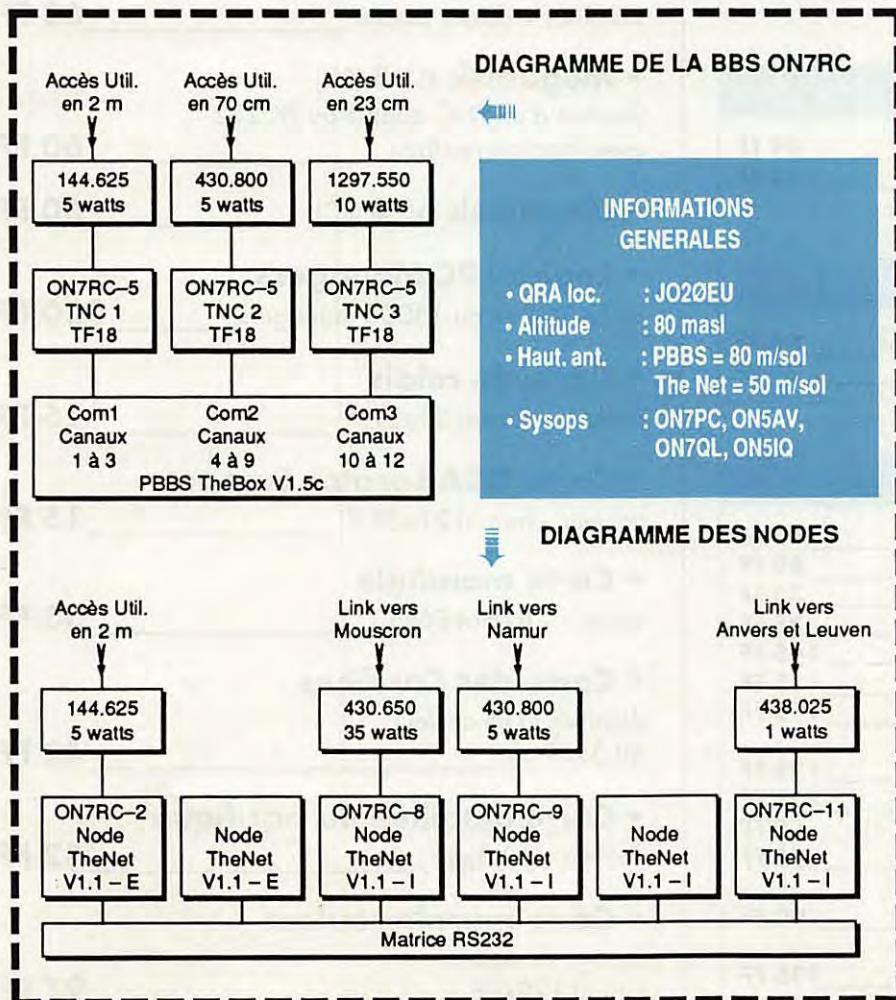 DIAGRAMME DE LA BBS ON7RC
Accès Util.
en 2 m
Accès Util.
en 70 cm
Accès Util.
en 23 cm
144.625
5 watts
430.800
5 watts
1297.550
10 watts
ON7RC–5
TNC 1
TF18
ON7RC–5
TNC 2
TF18
ON7RC–5
TNC 3
TF18
Com1
Canaux
1 à 3
Com2
Canaux
4 à 9
Com3
Canaux
10 à 12
PBBS TheBox V1.5c
INFORMATIONS
GENERALES
• QRA loc. : JO2ØEU
• Altitude : 80 masl
• Haut. ant. : PBBS = 80 m/sol
The Net = 50 m/sol
• Sysops : ON7PC, ON5AV,
ON7QL, ON5IQ
DIAGRAMME DES NODES
Accès Util.
en 2 m
Link vers
Mouscron
Link vers
Namur
Link vers
Anvers et Leuven
144.625
5 watts
430.650
35 watts
430.800
5 watts
438.025
1 watts
ON7RC–2
Node
TheNet
V1.1 – E
Node
TheNet
V1.1 – E
ON7RC–8
Node
TheNet
V1.1 – I
ON7RC–9
Node
TheNet
V1.1 – I
Node
TheNet
V1.1 – I
ON7RC–11
Node
TheNet
V1.1 – I
Matrice RS232